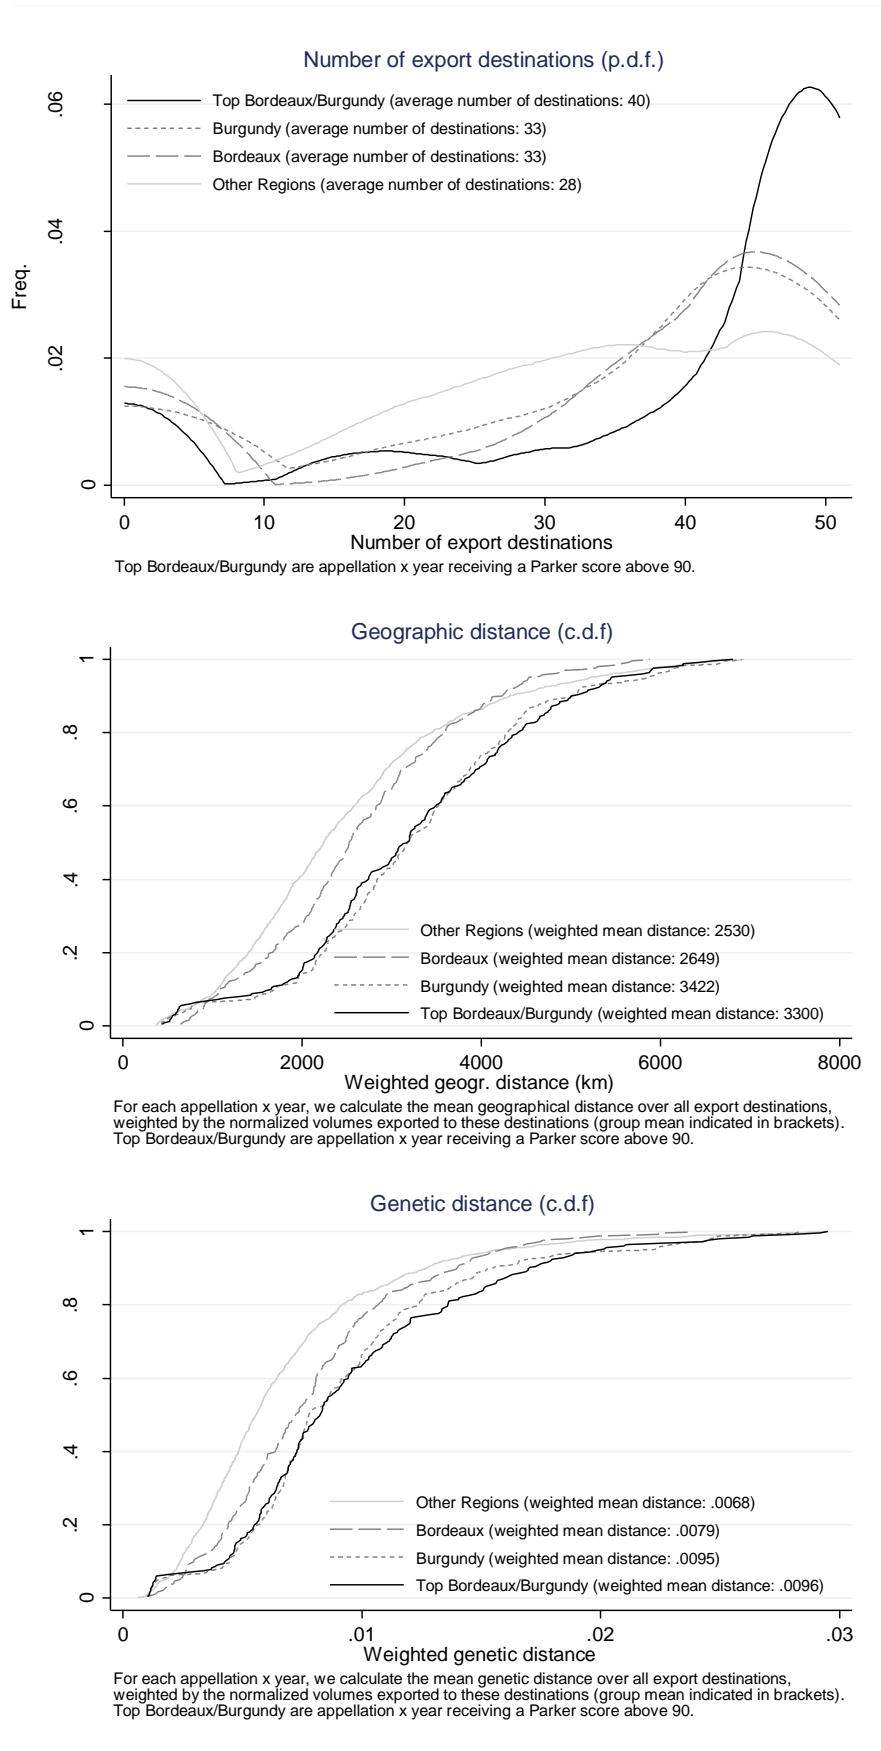 Number of export destinations (p.d.f.)
.06
.04
.02
0
Freq.
Top Bordeaux/Burgundy (average number of destinations: 40)
Burgundy (average number of destinations: 33)
Bordeaux (average number of destinations: 33)
Other Regions (average number of destinations: 28)
0 10 20 30 40 50
Number of export destinations
Top Bordeaux/Burgundy are appellation x year receiving a Parker score above 90.
Geographic distance (c.d.f)
1
.8
.6
.4
.2
0
Other Regions (weighted mean distance: 2530)
Bordeaux (weighted mean distance: 2649)
Burgundy (weighted mean distance: 3422)
Top Bordeaux/Burgundy (weighted mean distance: 3300)
0 2000 4000 6000 8000
Weighted geogr. distance (km)
For each appellation x year, we calculate the mean geographical distance over all export destinations,
weighted by the normalized volumes exported to these destinations (group mean indicated in brackets).
Top Bordeaux/Burgundy are appellation x year receiving a Parker score above 90.
Genetic distance (c.d.f)
1
.8
.6
.4
.2
0
Other Regions (weighted mean distance: .0068)
Bordeaux (weighted mean distance: .0079)
Burgundy (weighted mean distance: .0095)
Top Bordeaux/Burgundy (weighted mean distance: .0096)
0 .01 .02 .03
Weighted genetic distance
For each appellation x year, we calculate the mean genetic distance over all export destinations,
weighted by the normalized volumes exported to these destinations (group mean indicated in brackets).
Top Bordeaux/Burgundy are appellation x year receiving a Parker score above 90.